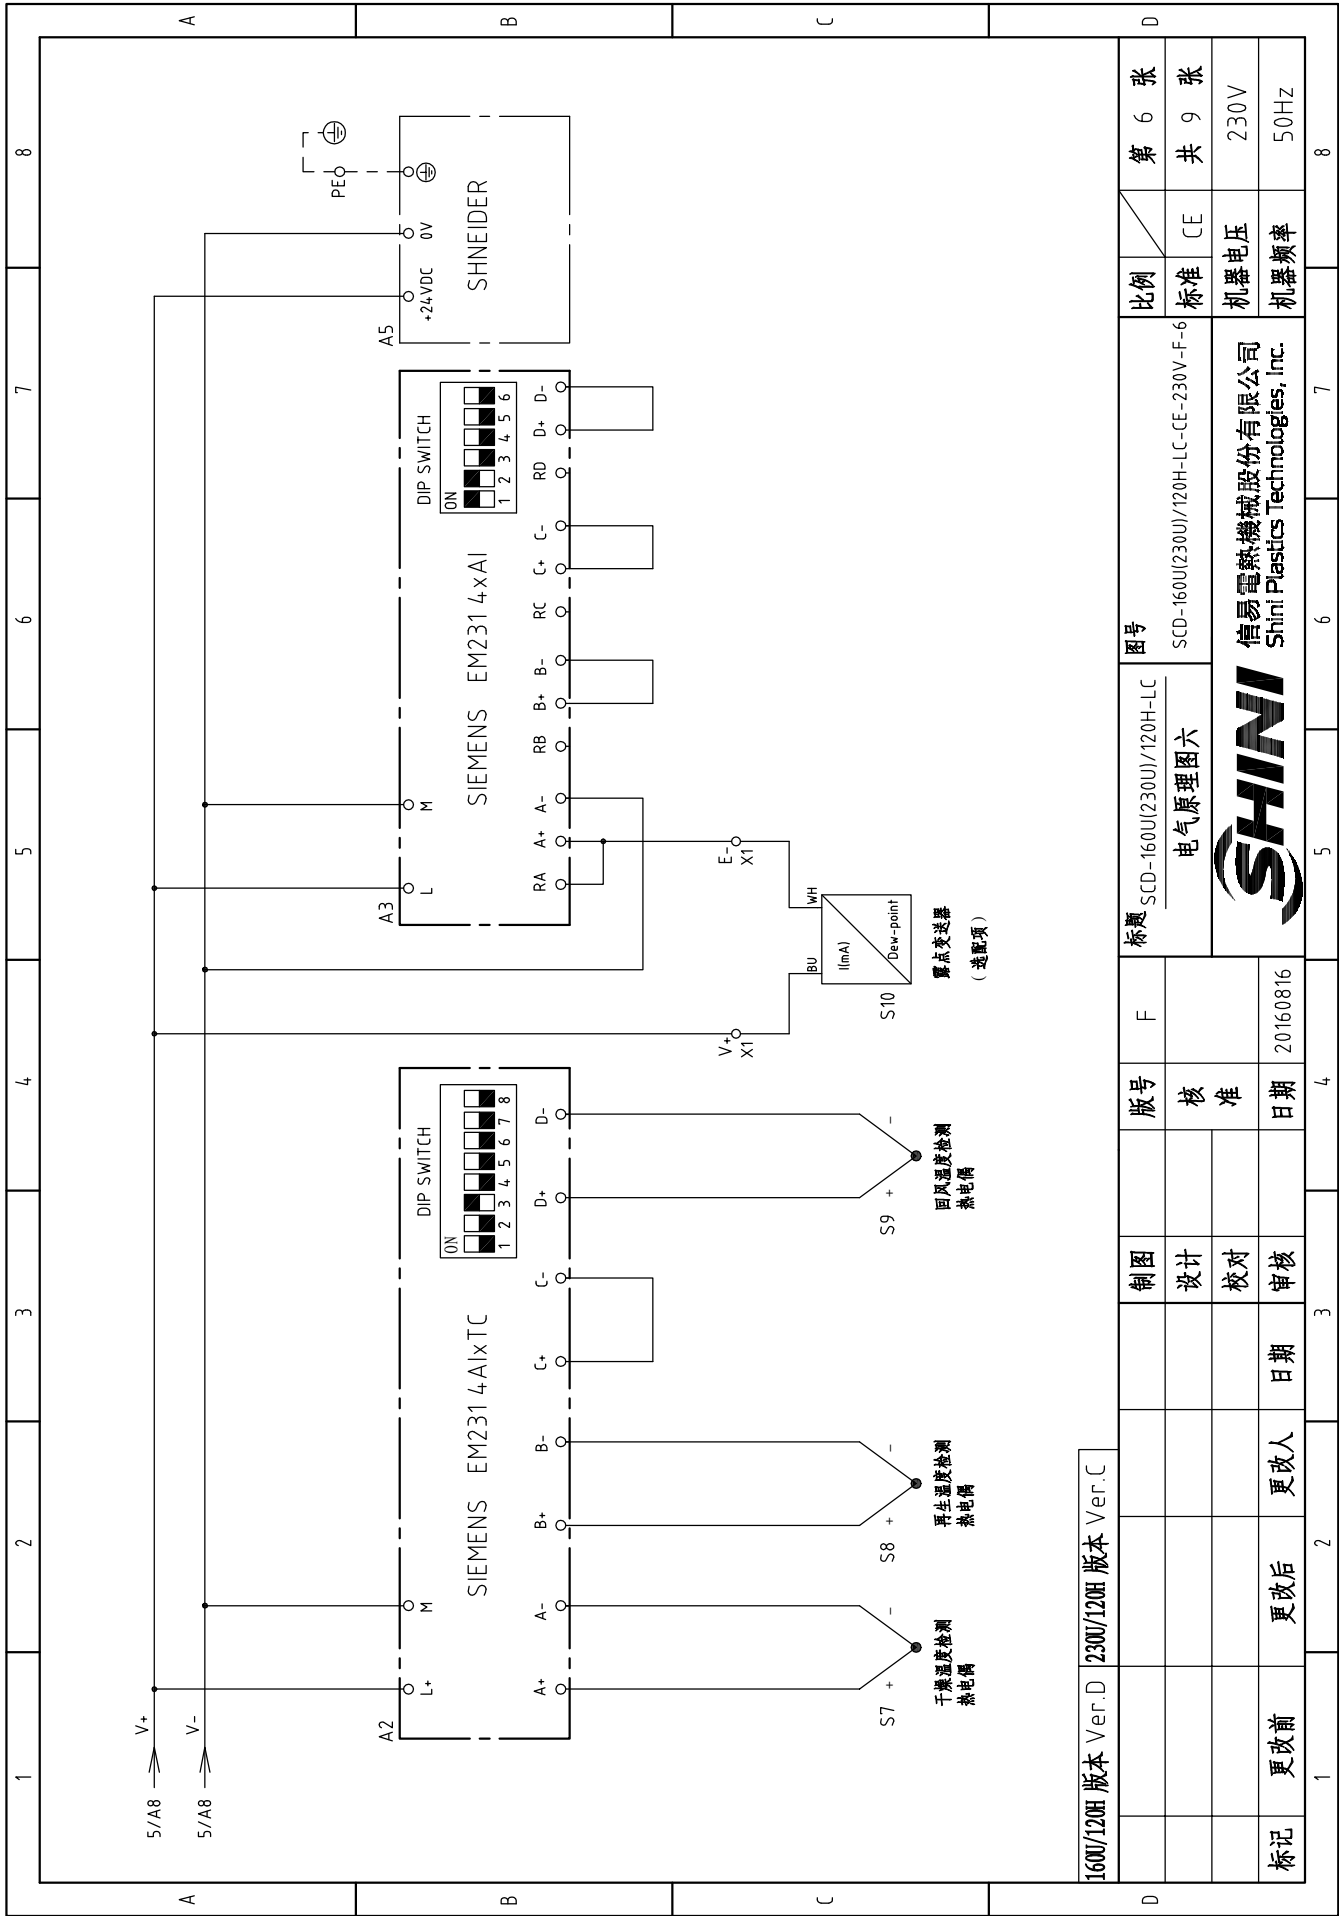 1 2 3 4 5 6 7 8
A
B
C
D
5/A8 V+
5/A8 V-
PE
A2
L+ M
SIEMENS EM231 4AIxTC
DIP SWITCH
ON
1 2 3 4 5 6 7 8
A+ A- B+ B- C+ C- D+ D-
A3
L M
SIEMENS EM231 4xAI
DIP SWITCH
ON
1 2 3 4 5 6
RA A+ A- RB B+ B- RC C+ C- RD D+ D-
A5
+24VDC 0V
SHNEIDER
V+
X1
E-
X1
S7 + -
干燥温度检测
热电偶
S8 + -
再生温度检测
热电偶
S9 + -
回风温度检测
热电偶
S10
BU WH
I(mA)
Dew-point
露点变送器
(选配项)
160U/120H 版本 Ver.D 230U/120H 版本 Ver.C
标记 更改前 更改后 更改人 日期
制图
设计
校对
审核
版号 F
核准
日期 20160816
标题 SCD-160U(230U)/120H-LC
电气原理图六
图号
SCD-160U(230U)/120H-LC-CE-230V-F-6
比例 第 6 张
标准 CE 共 9 张
机器电压 230V
机器频率 50Hz
SHINI
信易電熱機械股份有限公司
Shini Plastics Technologies, Inc.
A
B
C
D
1 2 3 4 5 6 7 8